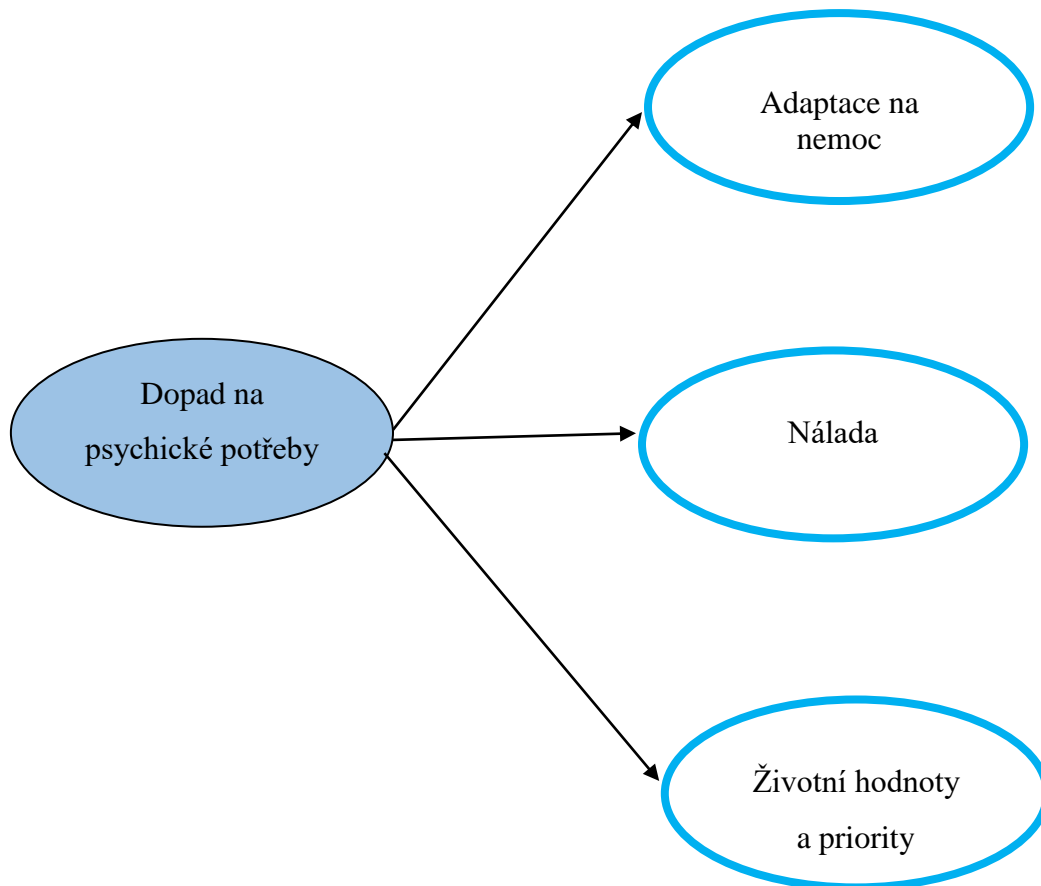 Adaptace na
nemoc
Dopad na
psychické potřeby
Nálada
Životní hodnoty
a priority